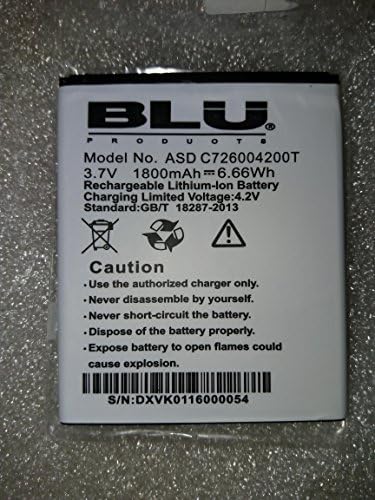 BLU®
PRODUCTS
Model No. ASD C726004200T
3.7V 1800mAh⎓6.66Wh
Rechargeable Lithium-Ion Battery
Charging Limited Voltage:4.2V
Standard:GB/T 18287-2013
Caution
• Use the authorized charger only.
• Never disassemble by yourself.
• Never short-circuit the battery.
• Dispose of the battery properly.
• Expose battery to open flames could
cause explosion.
S/N:DXVK0116000054